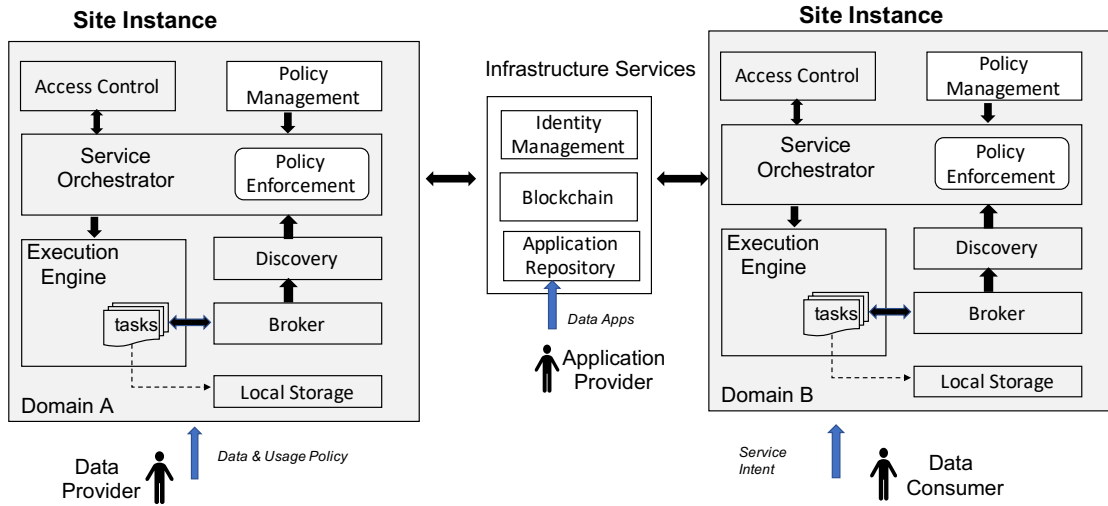 Site Instance
Access Control
Policy
Management
Service
Orchestrator
Policy
Enforcement
Execution
Engine
Discovery
tasks
Broker
Local Storage
Domain A
Data & Usage Policy
Data
Provider
Infrastructure Services
Identity
Management
Blockchain
Application
Repository
Data Apps
Application
Provider
Site Instance
Access Control
Policy
Management
Service
Orchestrator
Policy
Enforcement
Execution
Engine
Discovery
tasks
Broker
Local Storage
Domain B
Service
Intent
Data
Consumer